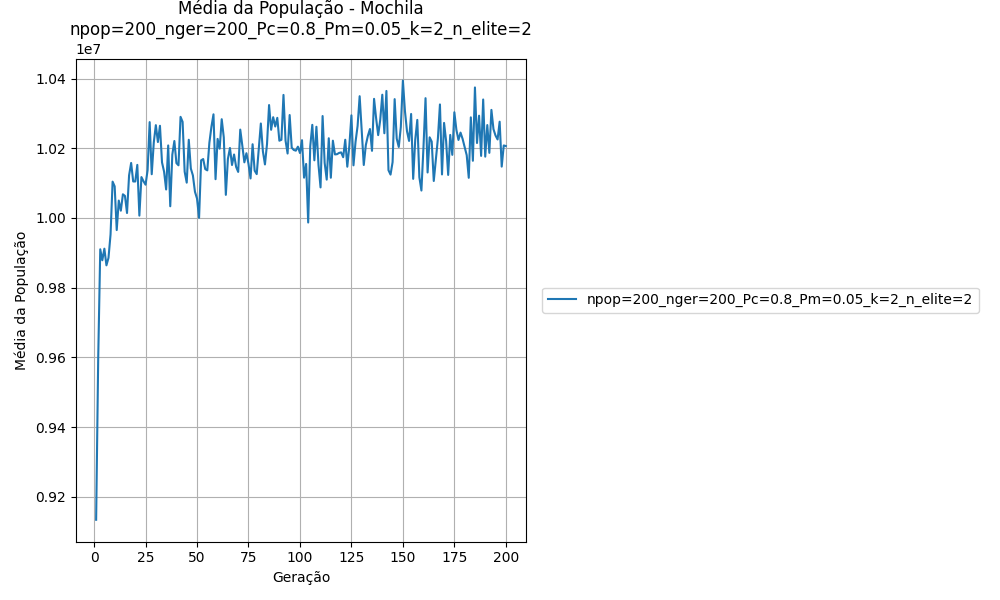 Média da População - Mochila
npop=200_nger=200_Pc=0.8_Pm=0.05_k=2_n_elite=2
1e7
1.04
1.02
1.00
0.98
0.96
0.94
0.92
Média da População
0 25 50 75 100 125 150 175 200
Geração
npop=200_nger=200_Pc=0.8_Pm=0.05_k=2_n_elite=2